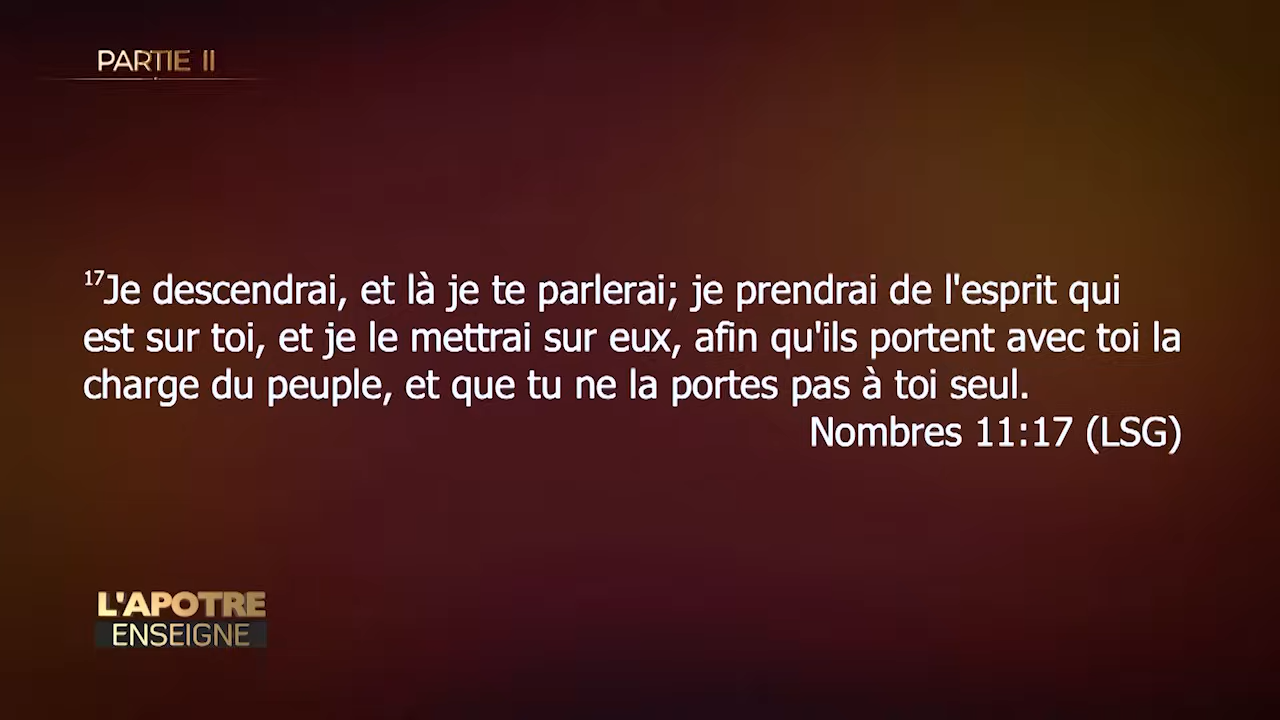 PARTIE II
17Je descendrai, et là je te parlerai; je prendrai de l'esprit qui
est sur toi, et je le mettrai sur eux, afin qu'ils portent avec toi la
charge du peuple, et que tu ne la portes pas à toi seul.
Nombres 11:17 (LSG)
L'APOTRE
ENSEIGNE